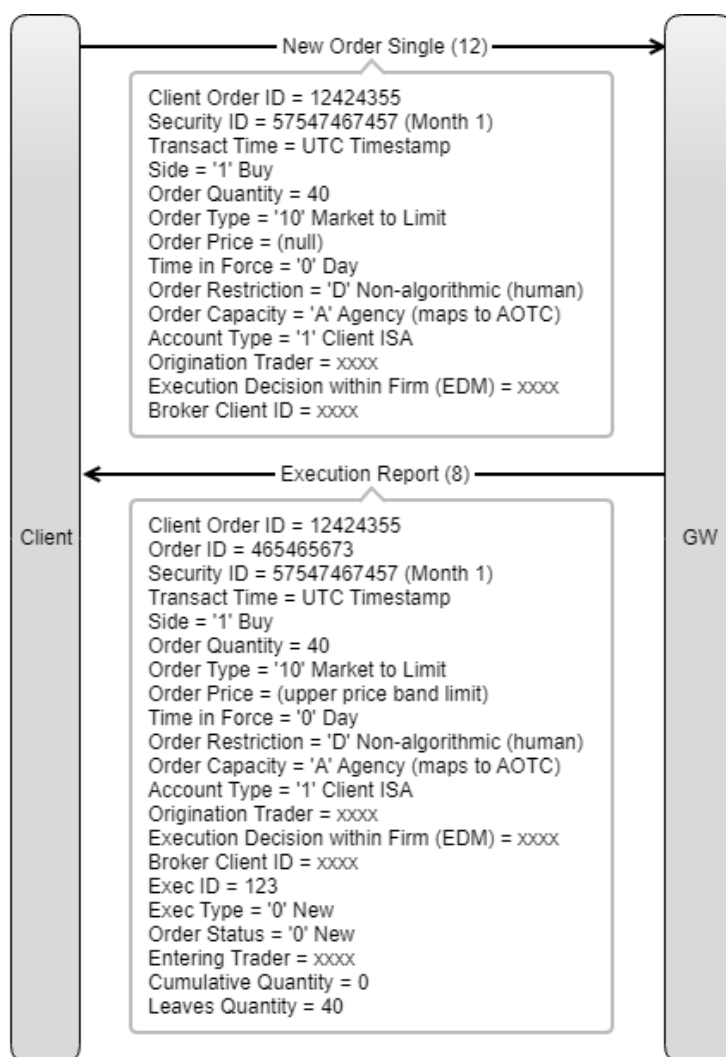 New Order Single (12)
Client Order ID = 12424355
Security ID = 57547467457 (Month 1)
Transact Time = UTC Timestamp
Side = '1' Buy
Order Quantity = 40
Order Type = '10' Market to Limit
Order Price = (null)
Time in Force = '0' Day
Order Restriction = 'D' Non-algorithmic (human)
Order Capacity = 'A' Agency (maps to AOTC)
Account Type = '1' Client ISA
Origination Trader = xxxx
Execution Decision within Firm (EDM) = xxxx
Broker Client ID = xxxx
Execution Report (8)
Client
GW
Client Order ID = 12424355
Order ID = 465465673
Security ID = 57547467457 (Month 1)
Transact Time = UTC Timestamp
Side = '1' Buy
Order Quantity = 40
Order Type = '10' Market to Limit
Order Price = (upper price band limit)
Time in Force = '0' Day
Order Restriction = 'D' Non-algorithmic (human)
Order Capacity = 'A' Agency (maps to AOTC)
Account Type = '1' Client ISA
Origination Trader = xxxx
Execution Decision within Firm (EDM) = xxxx
Broker Client ID = xxxx
Exec ID = 123
Exec Type = '0' New
Order Status = '0' New
Entering Trader = xxxx
Cumulative Quantity = 0
Leaves Quantity = 40